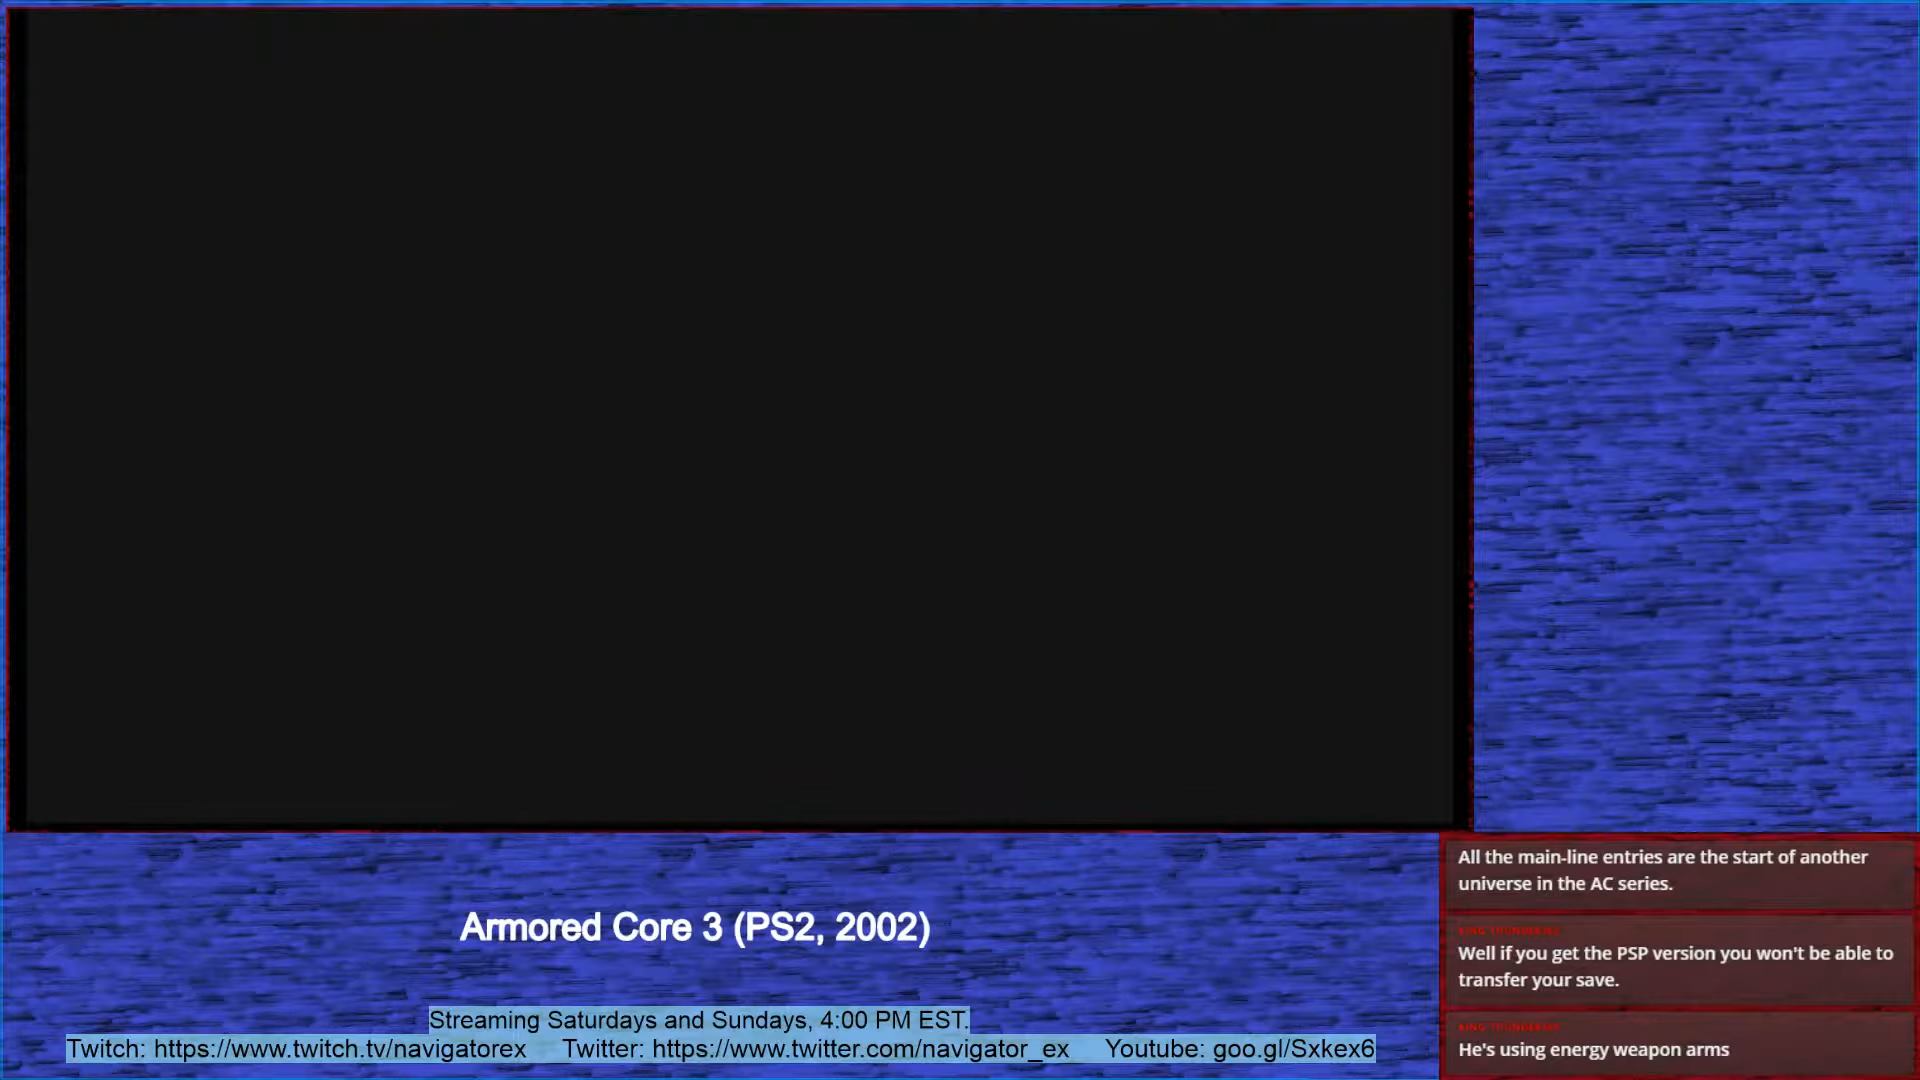 All the main-line entries are the start of another
universe in the AC series.
Well if you get the PSP version you won't be able to
transfer your save.
He's using energy weapon arms
Armored Core 3 (PS2, 2002)
Streaming Saturdays and Sundays, 4:00 PM EST.
Twitch: https://www.twitch.tv/navigatorex Twitter: https://www.twitter.com/navigator_ex Youtube: goo.gl/Sxkex6